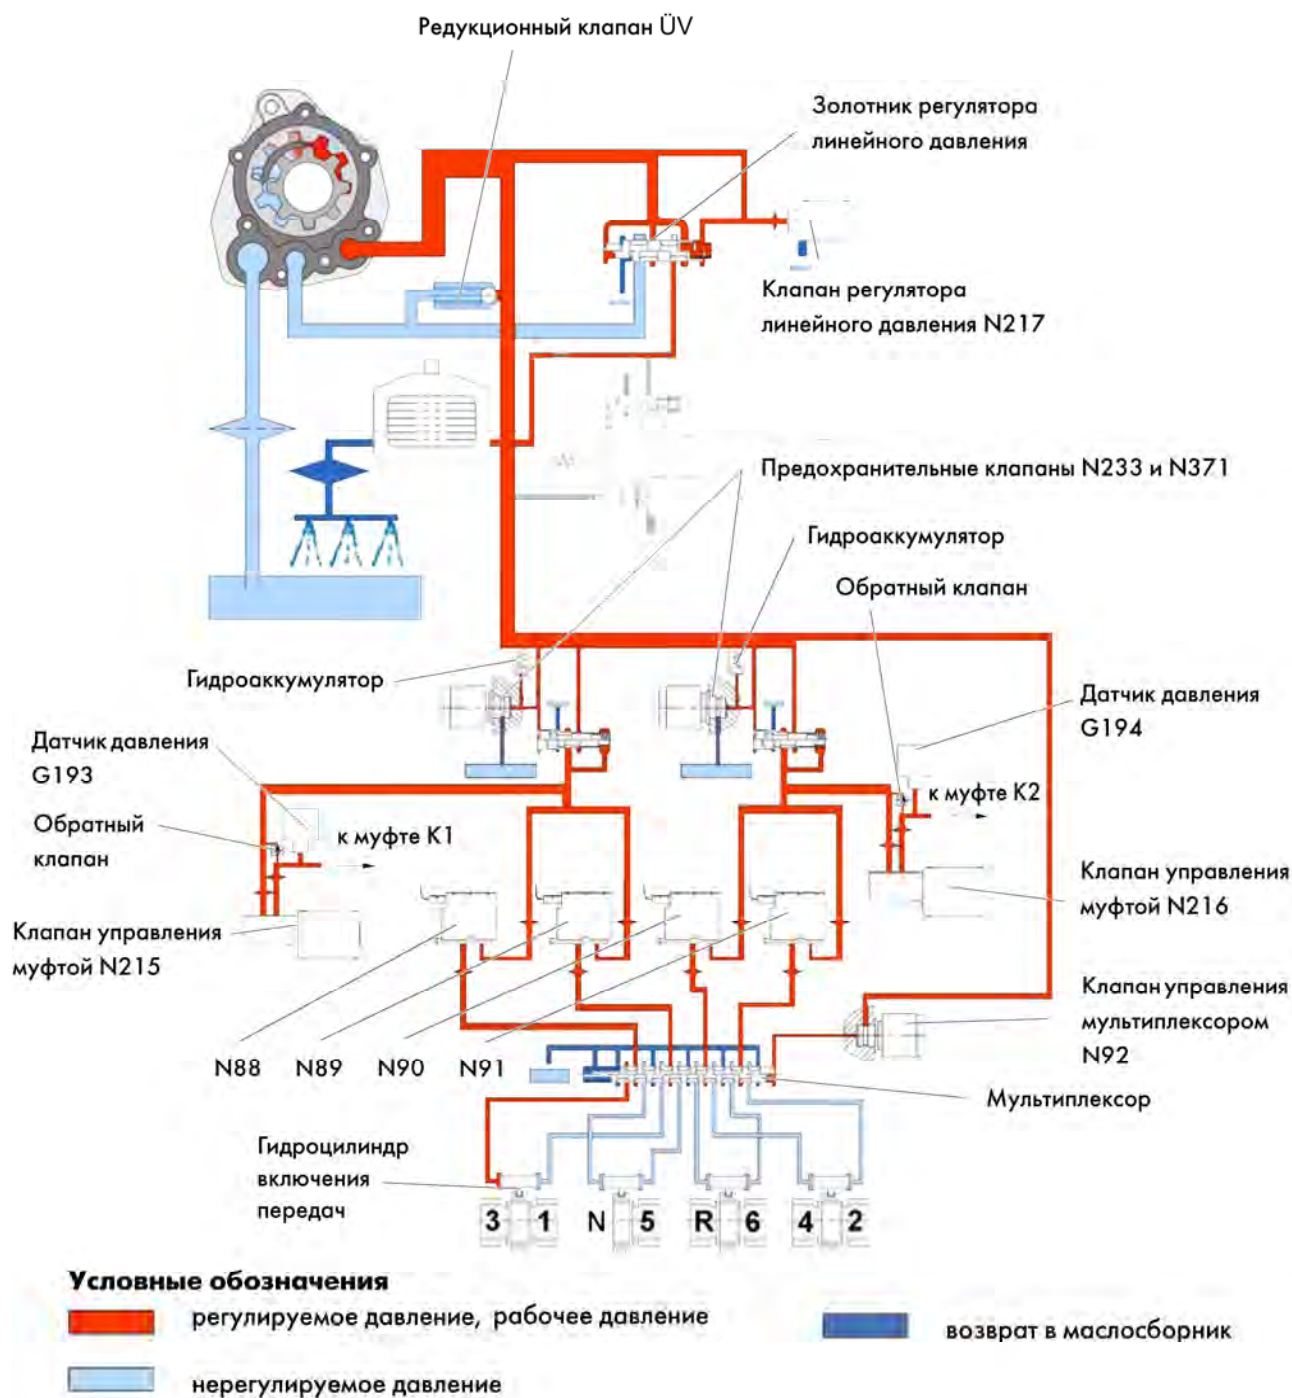 Редукционный клапан ÜV
Золотник регулятора
линейного давления
Клапан регулятора
линейного давления N217
Предохранительные клапаны N233 и N371
Гидроаккумулятор
Обратный клапан
Гидроаккумулятор
Датчик давления
G194
Датчик давления
G193
к муфте K2
Обратный
клапан
к муфте K1
Клапан управления
муфтой N216
Клапан управления
муфтой N215
Клапан управления
мультиплексором
N92
N88 N89 N90 N91
Мультиплексор
Гидроцилиндр
включения
передач
3 1 N 5 R 6 4 2
Условные обозначения
регулируемое давление, рабочее давление
возврат в маслосборник
нерегулируемое давление